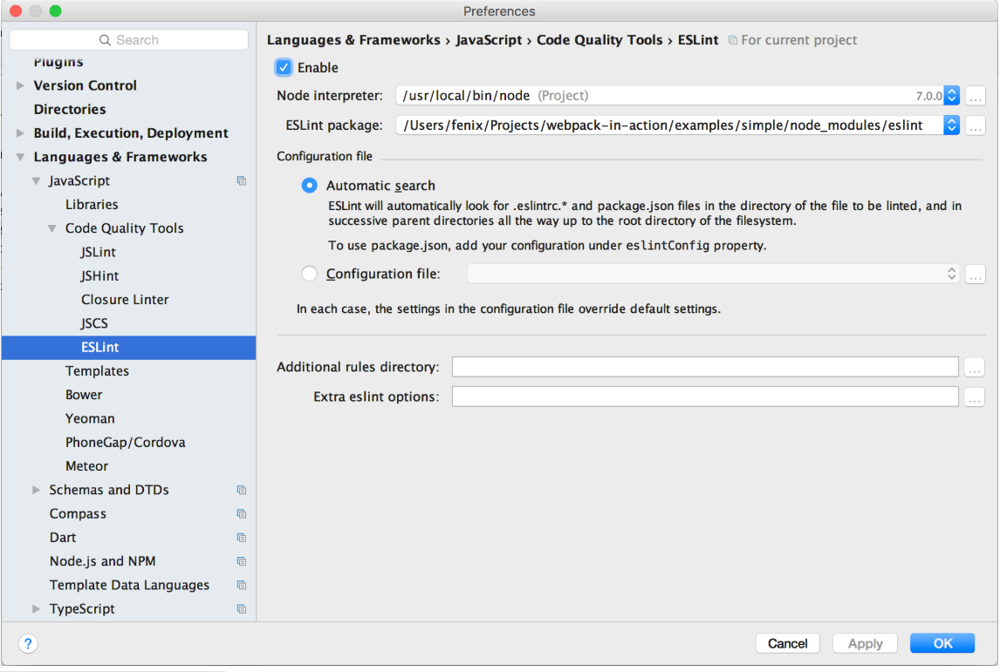 Preferences
Search
Plugins
Version Control
Directories
Build, Execution, Deployment
Languages & Frameworks
JavaScript
Libraries
Code Quality Tools
JSLint
JSHint
Closure Linter
JSCS
ESLint
Templates
Bower
Yeoman
PhoneGap/Cordova
Meteor
Schemas and DTDs
Compass
Dart
Node.js and NPM
Template Data Languages
TypeScript
Languages & Frameworks › JavaScript › Code Quality Tools › ESLint For current project
Enable
Node interpreter: /usr/local/bin/node (Project) 7.0.0 ...
ESLint package: /Users/fenix/Projects/webpack-in-action/examples/simple/node_modules/eslint ...
Configuration file
Automatic search
ESLint will automatically look for .eslintrc.* and package.json files in the directory of the file to be linted, and in
successive parent directories all the way up to the root directory of the filesystem.
To use package.json, add your configuration under eslintConfig property.
Configuration file: ...
In each case, the settings in the configuration file override default settings.
Additional rules directory: ...
Extra eslint options: ...
? Cancel Apply OK